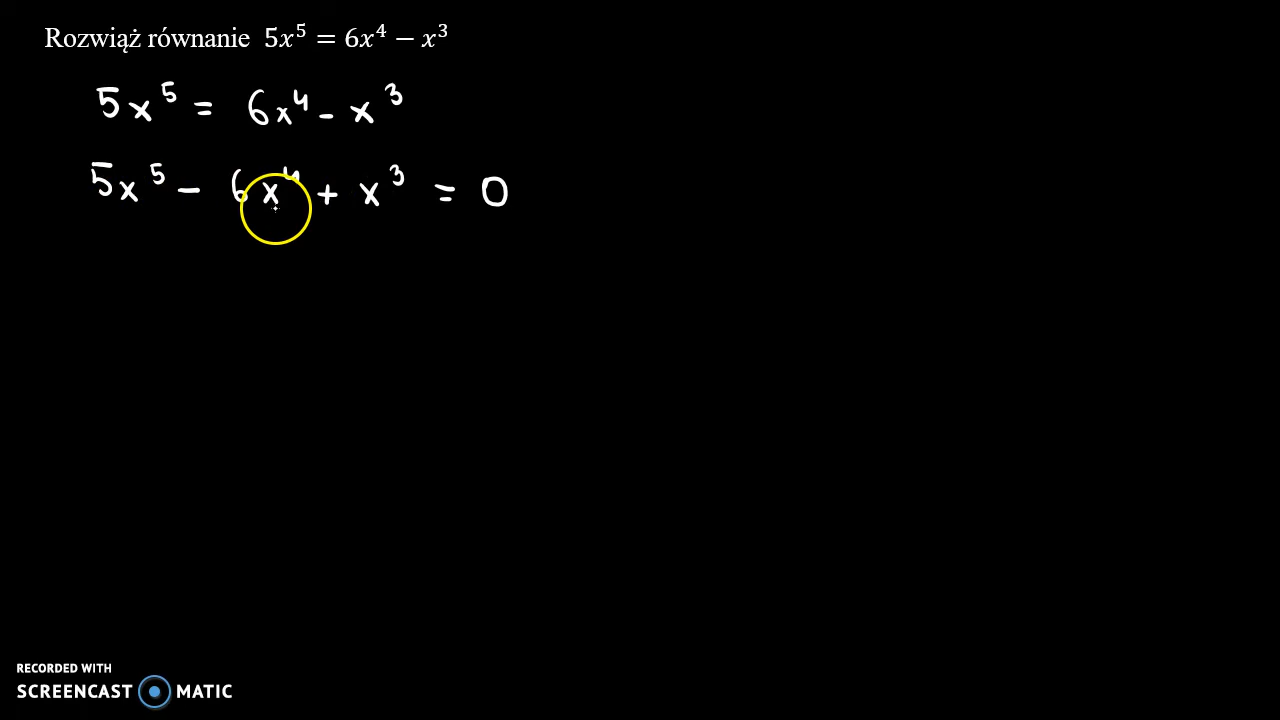 Rozwiąż równanie 5x⁵ = 6x⁴ − x³
5x⁵ = 6x⁴ - x³
5x⁵ - 6x⁴ + x³ = 0
RECORDED WITH
SCREENCAST MATIC